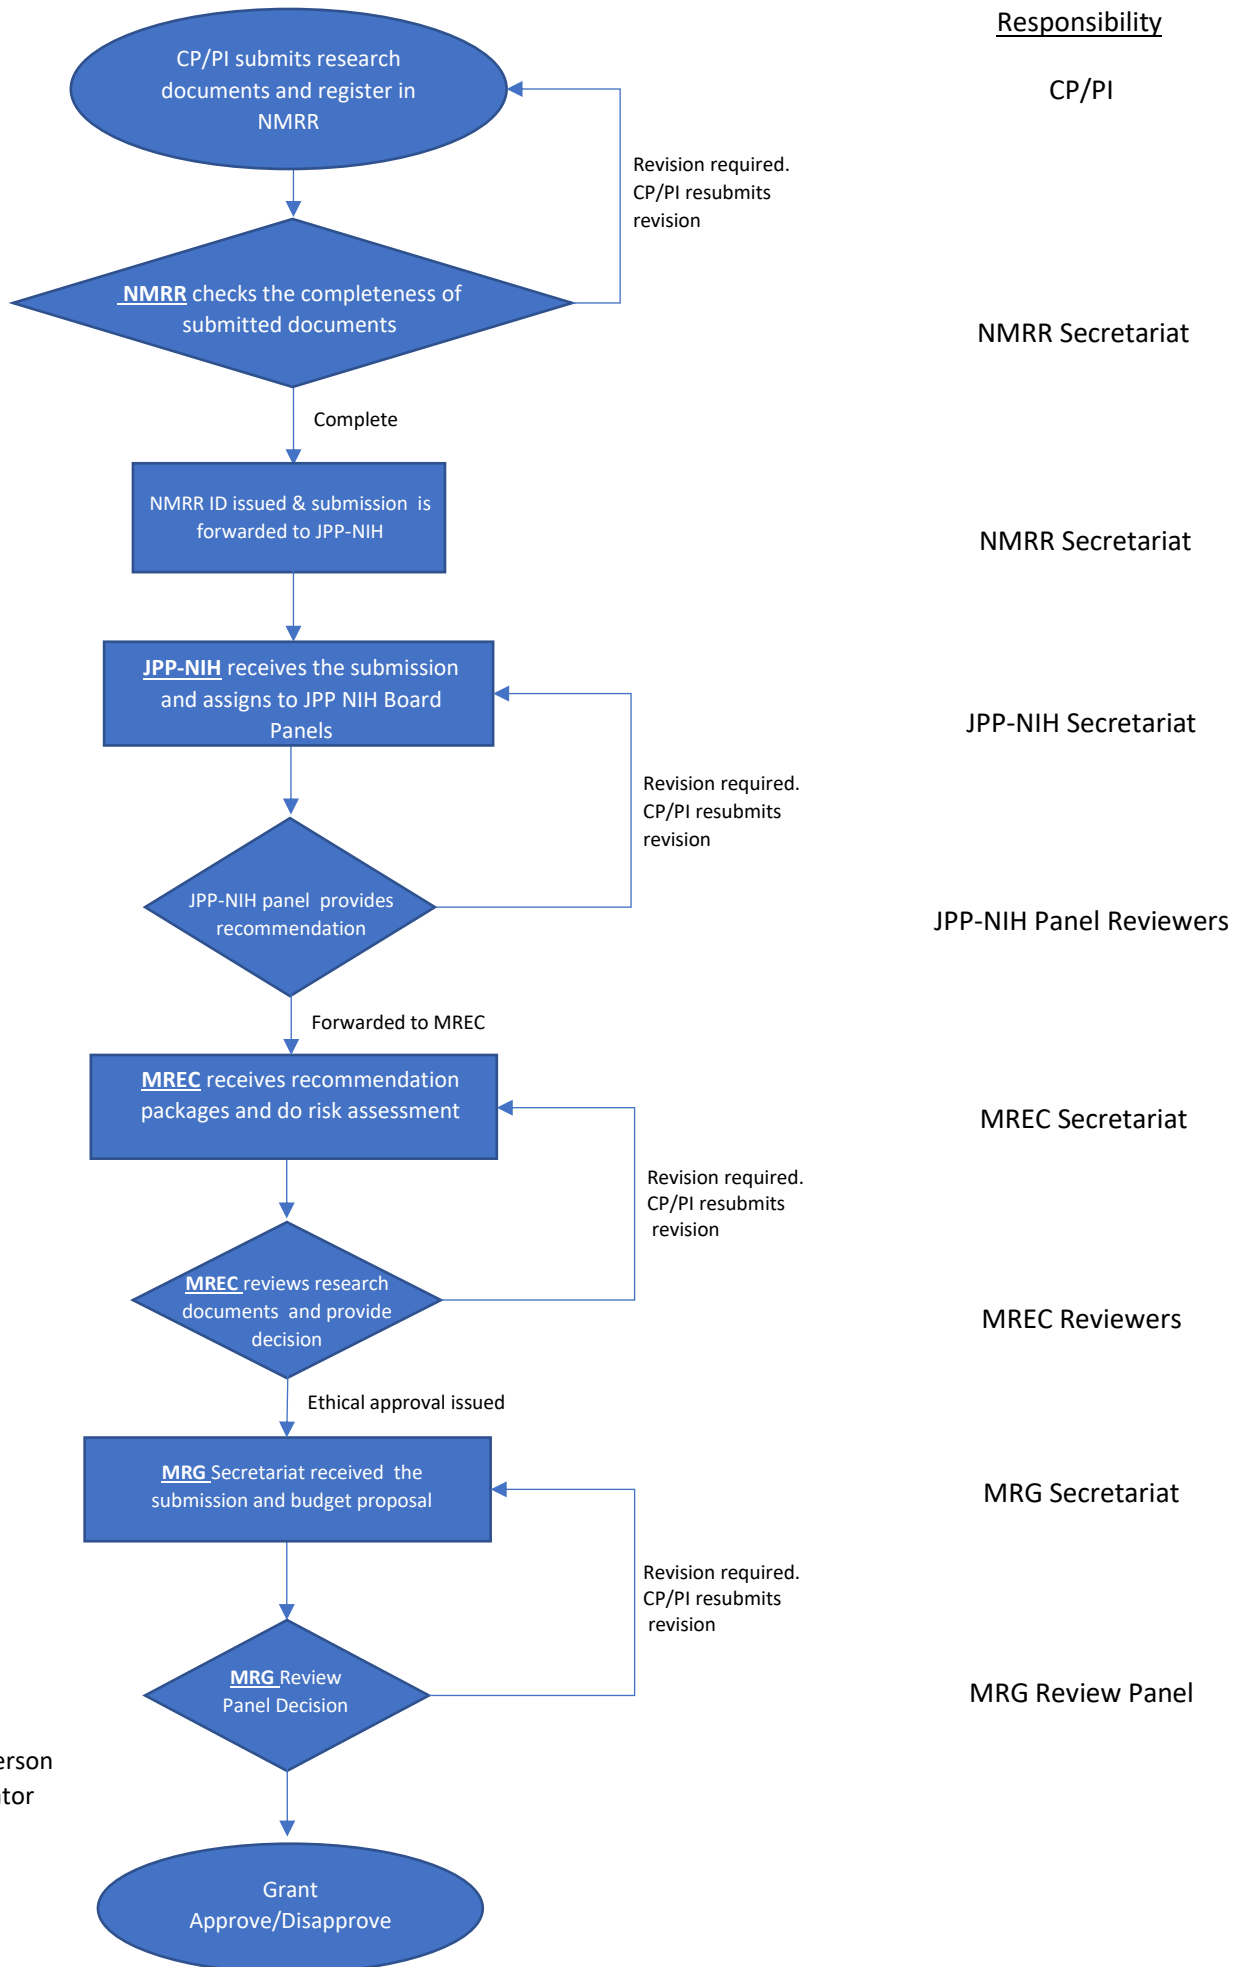 Responsibility
CP/PI submits research
documents and register in
NMRR
CP/PI
Revision required.
CP/PI resubmits
revision
NMRR checks the completeness of
submitted documents
NMRR Secretariat
Complete
NMRR ID issued & submission is
forwarded to JPP-NIH
NMRR Secretariat
JPP-NIH receives the submission
and assigns to JPP NIH Board
Panels
JPP-NIH Secretariat
Revision required.
CP/PI resubmits
revision
JPP-NIH panel provides
recommendation
JPP-NIH Panel Reviewers
Forwarded to MREC
MREC receives recommendation
packages and do risk assessment
MREC Secretariat
Revision required.
CP/PI resubmits
revision
MREC reviews research
documents and provide
decision
MREC Reviewers
Ethical approval issued
MRG Secretariat received the
submission and budget proposal
MRG Secretariat
Revision required.
CP/PI resubmits
revision
MRG Review
Panel Decision
MRG Review Panel
erson
Grant
Approve/Disapprove